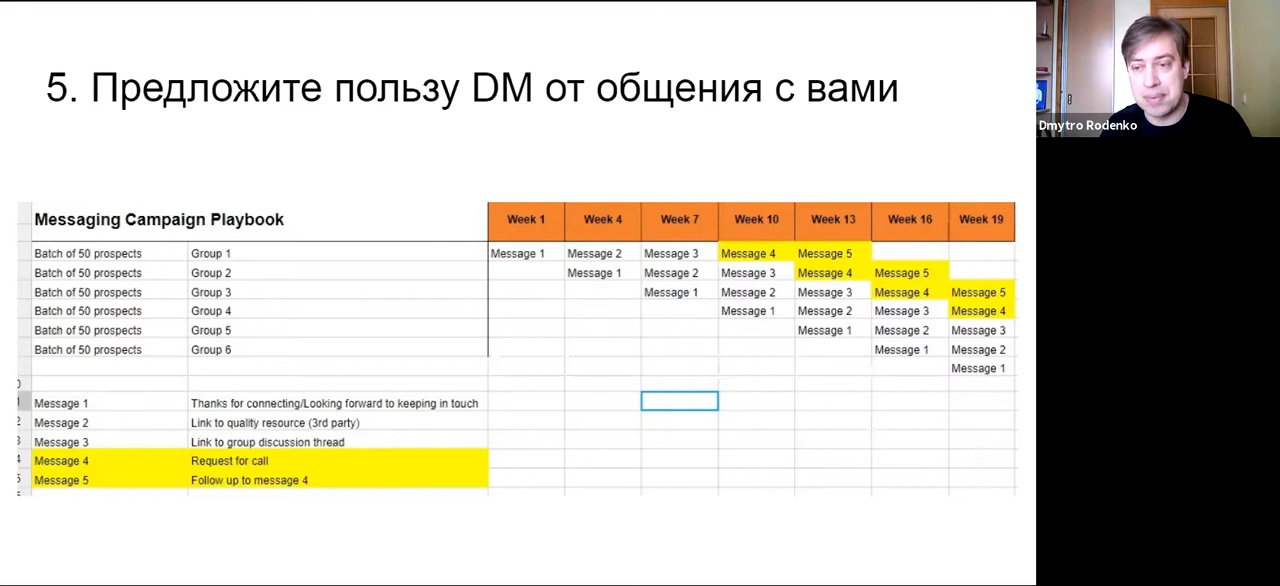 5. Предложите пользу DM от общения с вами
Dmytro Rodenko
Messaging Campaign Playbook Week 1 Week 4 Week 7 Week 10 Week 13 Week 16 Week 19
Batch of 50 prospects Group 1 Message 1 Message 2 Message 3 Message 4 Message 5
Batch of 50 prospects Group 2 Message 1 Message 2 Message 3 Message 4 Message 5
Batch of 50 prospects Group 3 Message 1 Message 2 Message 3 Message 4 Message 5
Batch of 50 prospects Group 4 Message 1 Message 2 Message 3 Message 4
Batch of 50 prospects Group 5 Message 1 Message 2 Message 3
Batch of 50 prospects Group 6 Message 1 Message 2
Message 1
0
1 Message 1 Thanks for connecting/Looking forward to keeping in touch
2 Message 2 Link to quality resource (3rd party)
3 Message 3 Link to group discussion thread
4 Message 4 Request for call
5 Message 5 Follow up to message 4